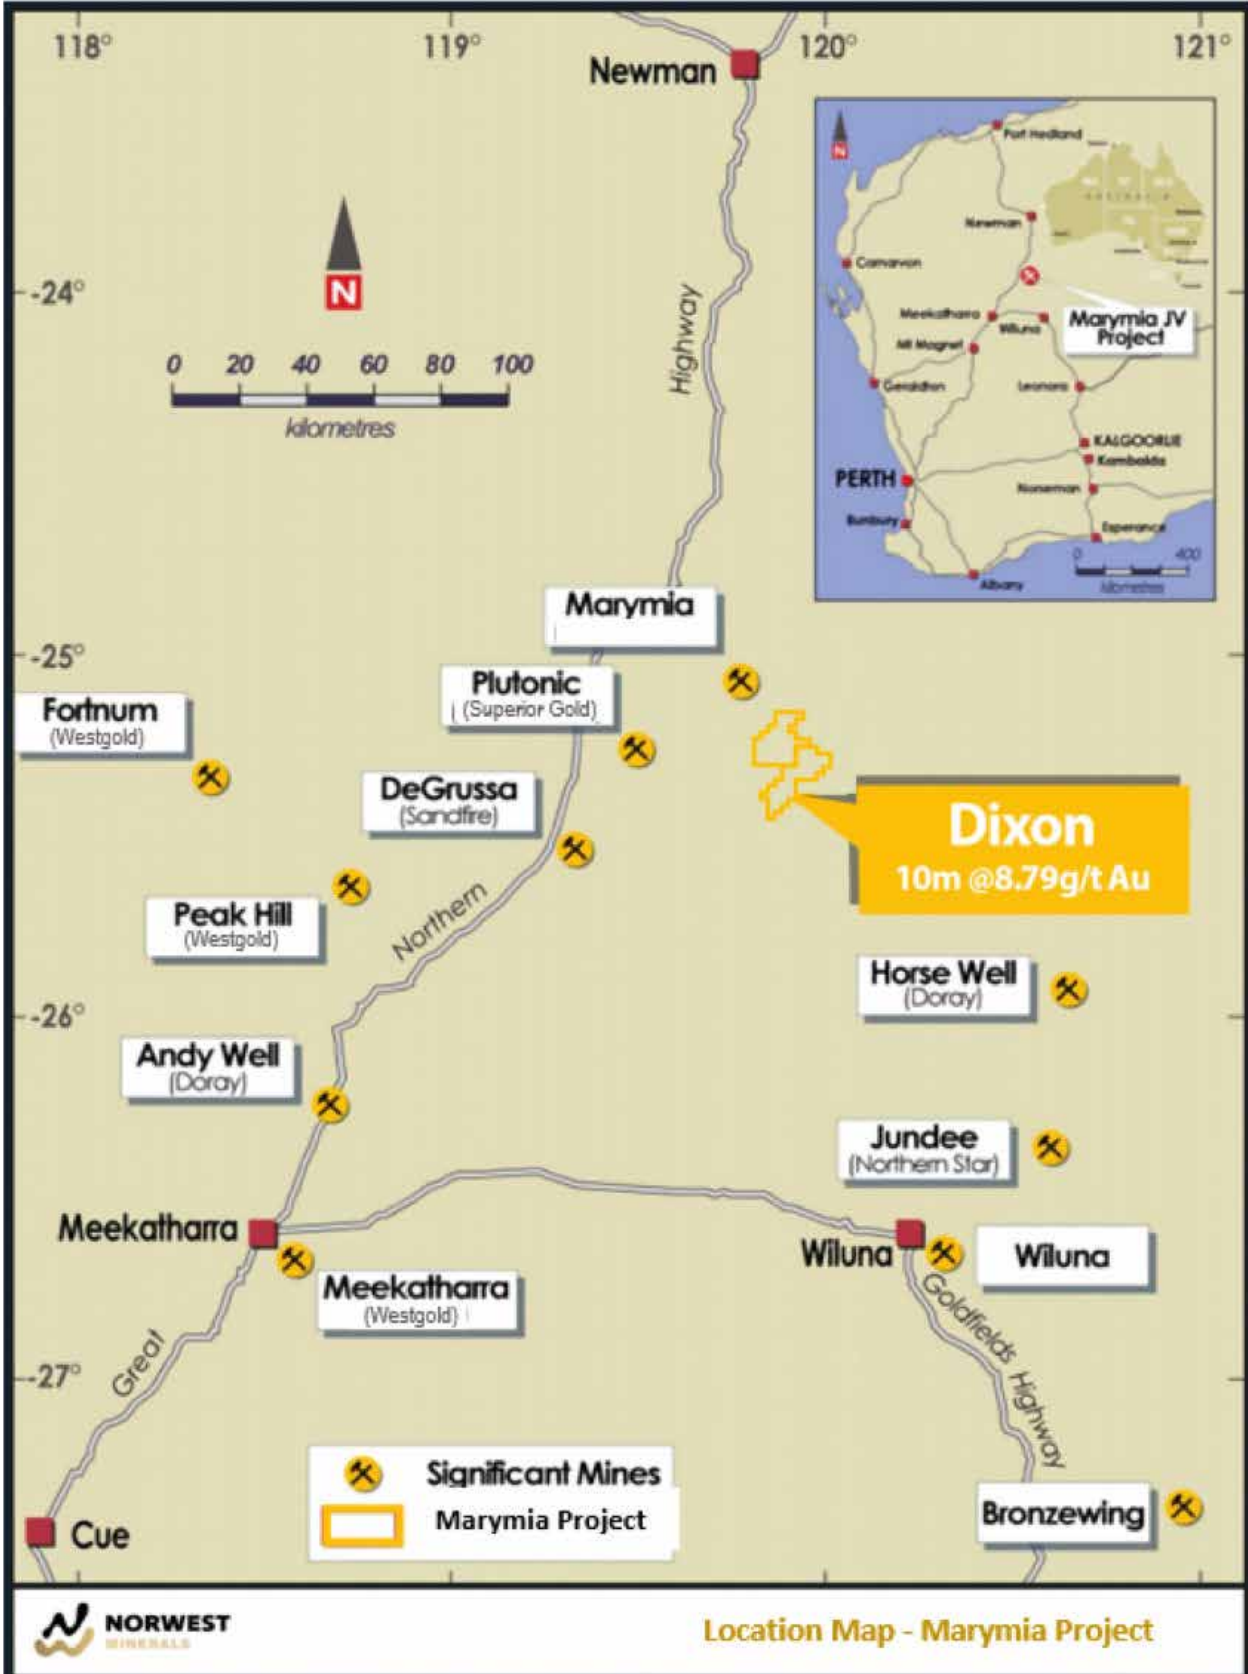 118°
119°
120°
121°
Newman
-24°
N
0 20 40 60 80 100
kilometres
Highway
N
Port Hedland
Newman
Carnarvon
Meekatharra
Wiluna
Marymia JV
Project
Mt Magnet
Geraldton
Leonora
KALGOORLIE
Kambalda
PERTH
Norseman
Bunbury
Esperance
Albany
0 400
kilometres
Marymia
-25°
Plutonic
(Superior Gold)
Fortnum
(Westgold)
DeGrussa
(Sandfire)
Dixon
10m @8.79g/t Au
Peak Hill
(Westgold)
Northern
Horse Well
(Doray)
-26°
Andy Well
(Doray)
Jundee
(Northern Star)
Meekatharra
Wiluna
Wiluna
Meekatharra
(Westgold)
Goldfields Highway
Great
-27°
Significant Mines
Marymia Project
Bronzewing
Cue
NORWEST
MINERALS
Location Map - Marymia Project